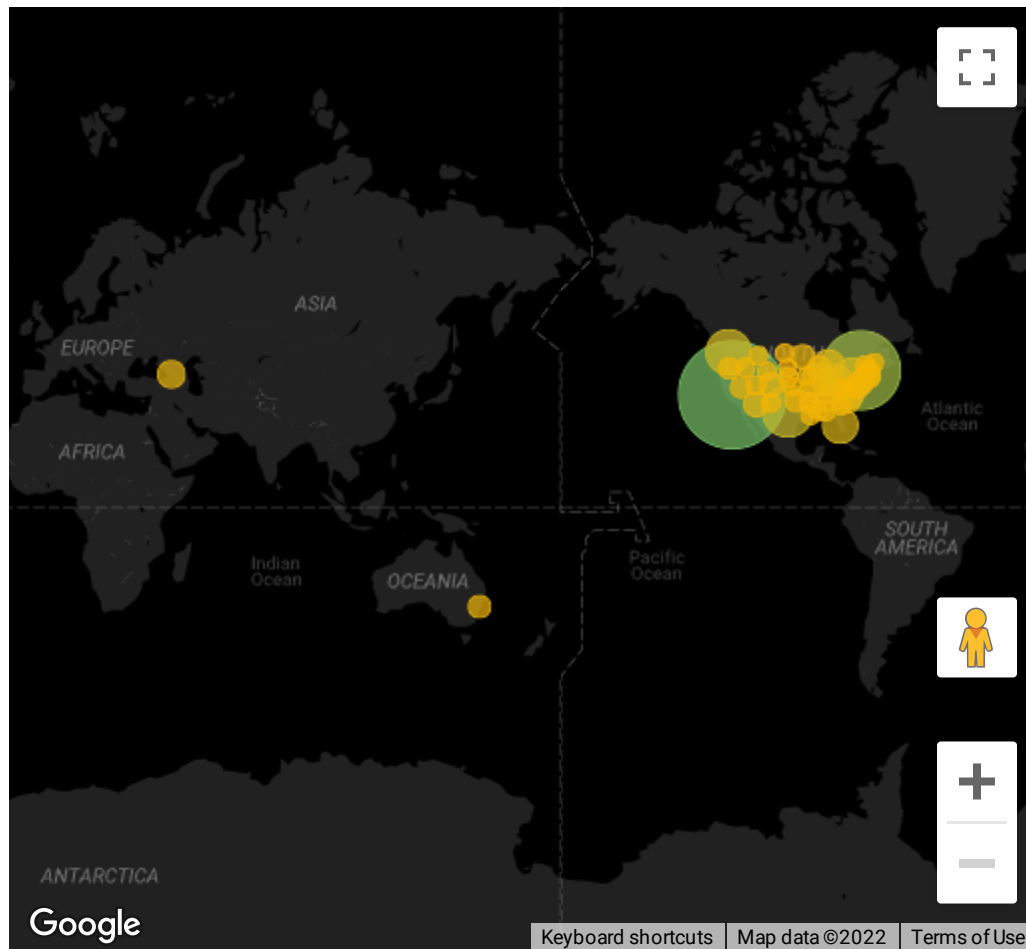 ASIA
EUROPE
Atlantic
Ocean
AFRICA
SOUTH
AMERICA
Indian
Ocean
Pacific
Ocean
OCEANIA
ANTARCTICA
Google
Keyboard shortcuts
Map data ©2022
Terms of Use